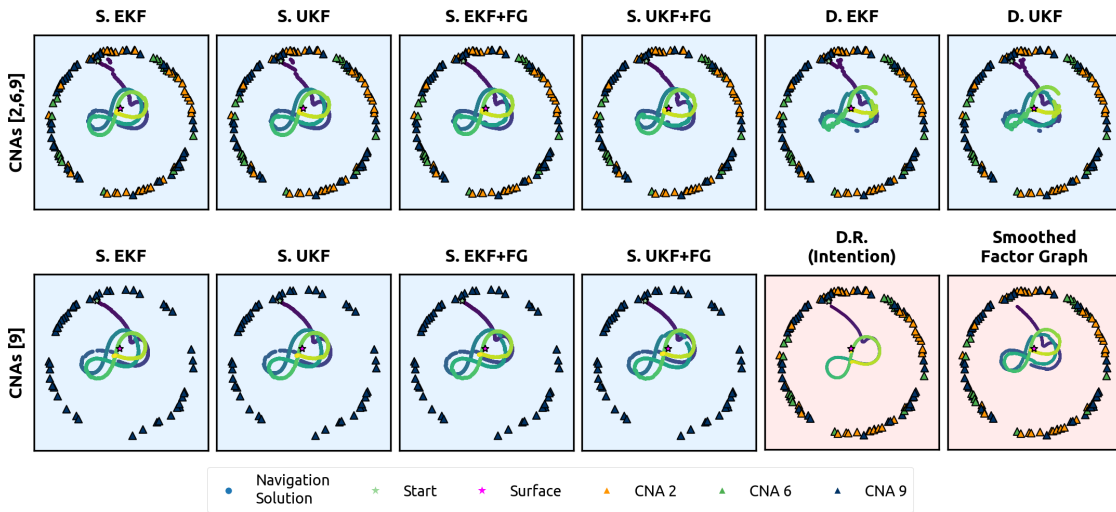 S. EKF
S. UKF
S. EKF+FG
S. UKF+FG
D. EKF
D. UKF
CNAs [2,6,9]
S. EKF
S. UKF
S. EKF+FG
S. UKF+FG
D.R.
(Intention)
Smoothed
Factor Graph
CNAs [9]
Navigation
Solution
Start
Surface
CNA 2
CNA 6
CNA 9